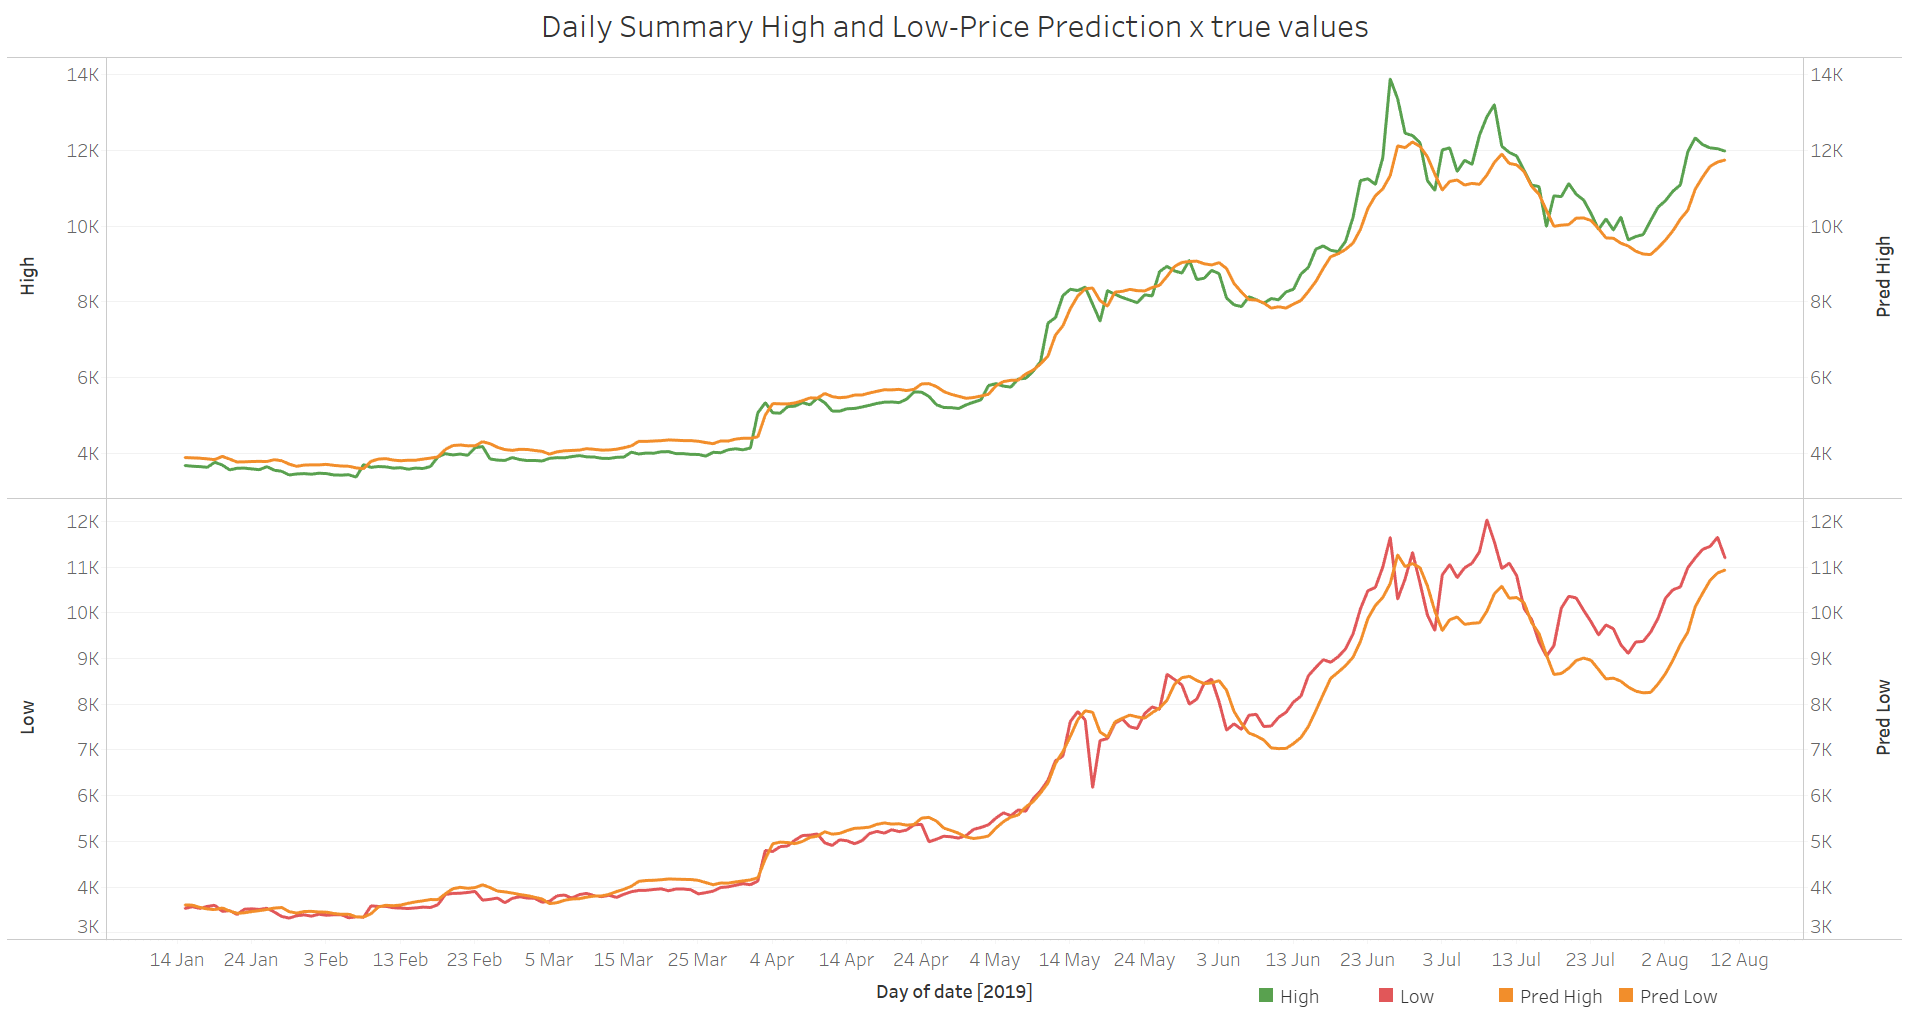 Daily Summary High and Low-Price Prediction x true values
14K
12K
10K
8K
6K
4K
High
14K
12K
10K
8K
6K
4K
Pred High
12K
11K
10K
9K
8K
7K
6K
5K
4K
3K
Low
12K
11K
10K
9K
8K
7K
6K
5K
4K
3K
Pred Low
14 Jan 24 Jan 3 Feb 13 Feb 23 Feb 5 Mar 15 Mar 25 Mar 4 Apr 14 Apr 24 Apr 4 May 14 May 24 May 3 Jun 13 Jun 23 Jun 3 Jul 13 Jul 23 Jul 2 Aug 12 Aug
Day of date [2019]
High Low Pred High Pred Low